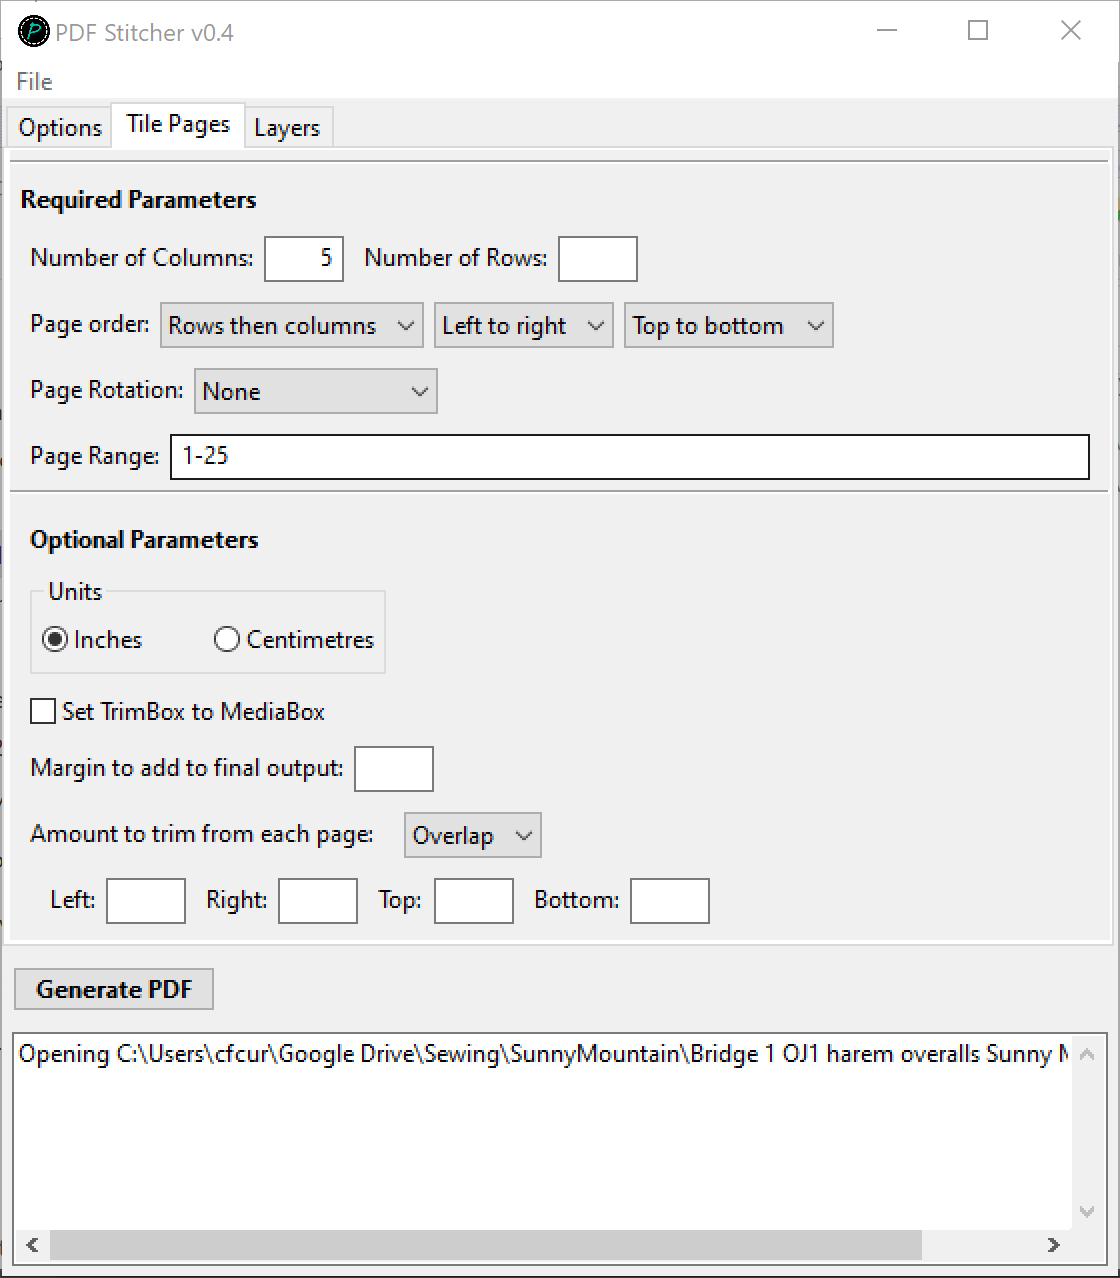 PDF Stitcher v0.4
File
Options Tile Pages Layers
Required Parameters
Number of Columns: 5 Number of Rows:
Page order: Rows then columns Left to right Top to bottom
Page Rotation: None
Page Range: 1-25
Optional Parameters
Units
Inches Centimetres
Set TrimBox to MediaBox
Margin to add to final output:
Amount to trim from each page: Overlap
Left: Right: Top: Bottom:
Generate PDF
Opening C:\Users\cfcur\Google Drive\Sewing\SunnyMountain\Bridge 1 OJ1 harem overalls Sunny